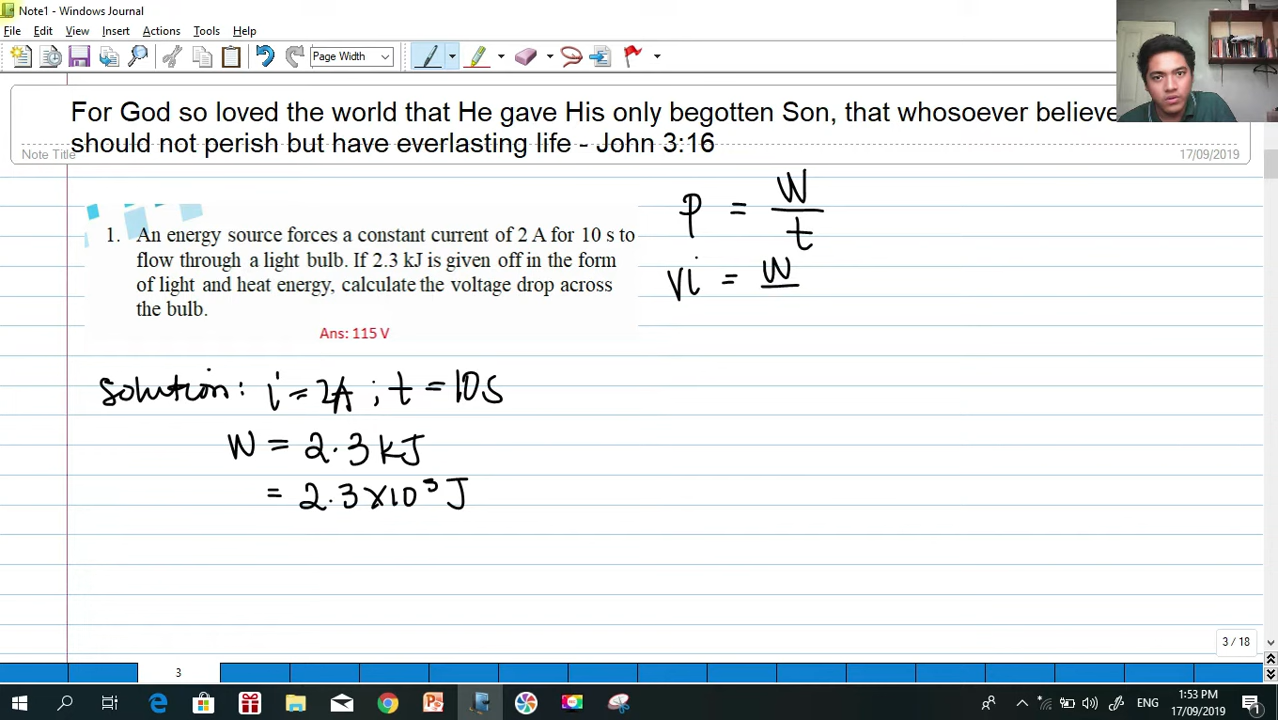 Note1 - Windows Journal
File Edit View Insert Actions Tools Help
Page Width
For God so loved the world that He gave His only begotten Son, that whosoever believe
should not perish but have everlasting life - John 3:16
Note Title
17/09/2019
1. An energy source forces a constant current of 2 A for 10 s to
flow through a light bulb. If 2.3 kJ is given off in the form
of light and heat energy, calculate the voltage drop across
the bulb.
Ans: 115 V
P = W
t
Vi = W
Solution: i = 2A ; t = 10s
W = 2.3 kJ
= 2.3 x 10³ J
3 / 18
3
ENG
1:53 PM
17/09/2019
1